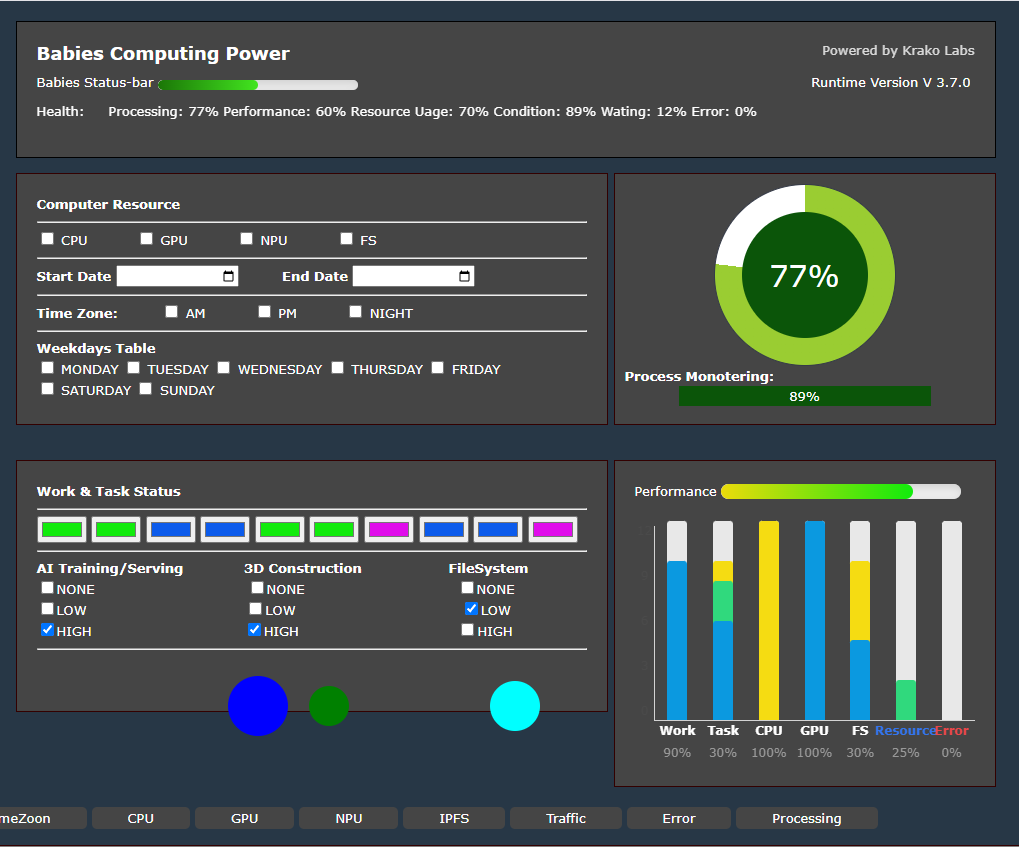 Babies Computing Power
Powered by Krako Labs
Babies Status-bar
Runtime Version V 3.7.0
Health: Processing: 77% Performance: 60% Resource Uage: 70% Condition: 89% Wating: 12% Error: 0%
Computer Resource
CPU GPU NPU FS
Start Date End Date
Time Zone: AM PM NIGHT
Weekdays Table
MONDAY TUESDAY WEDNESDAY THURSDAY FRIDAY
SATURDAY SUNDAY
77%
Process Monotering:
89%
Work & Task Status
AI Training/Serving 3D Construction FileSystem
NONE NONE NONE
LOW LOW LOW
HIGH HIGH HIGH
Performance
Work Task CPU GPU FS Resource Error
90% 30% 100% 100% 30% 25% 0%
meZoon CPU GPU NPU IPFS Traffic Error Processing